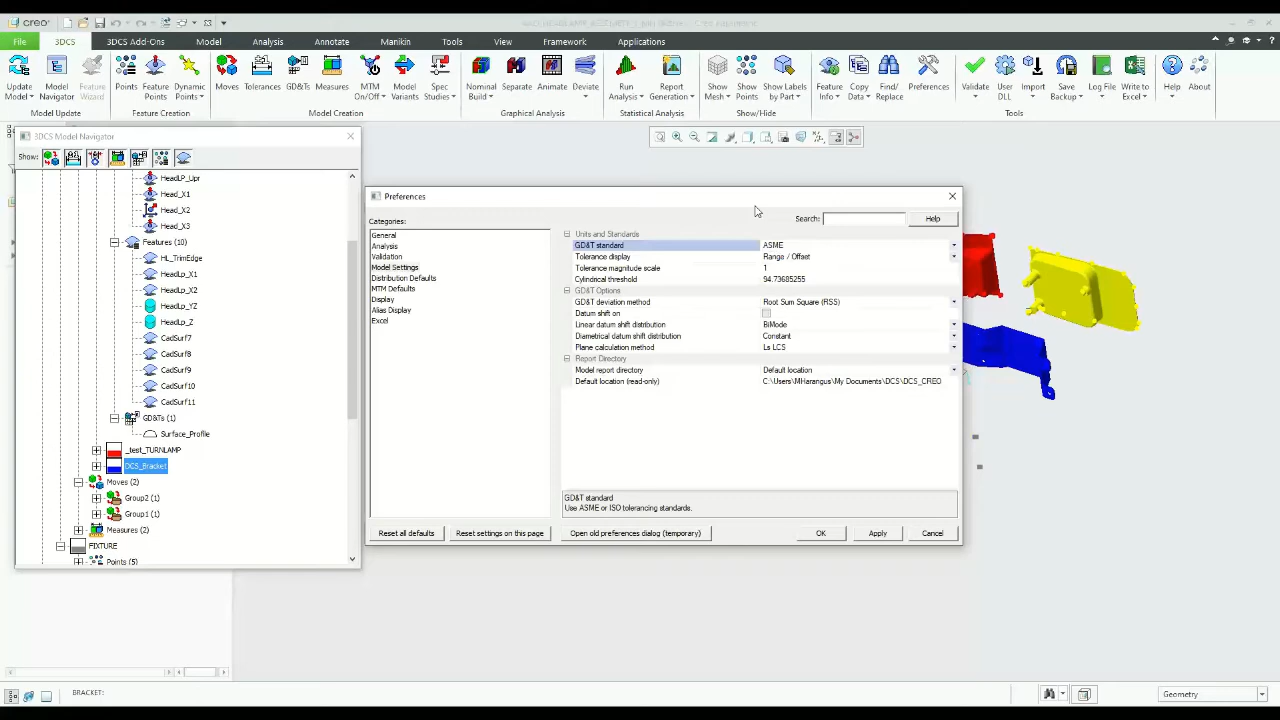 creo
File 3DCS 3DCS Add-Ons Model Analysis Annotate Manikin Tools View Framework Applications
Update Model Model Navigator Feature Wizard Points Feature Points Dynamic Points Moves Tolerances GD&Ts Measures MTM On/Off Model Variants Spec Studies Nominal Build Separate Animate Deviate Run Analysis Report Generation Show Mesh Show Points Show Labels by Part Feature Info Copy Data Find/ Replace Preferences Validate User DLL Import Save Backup Log File Write to Excel Help About
Model Update Feature Creation Model Creation Graphical Analysis Statistical Analysis Show/Hide Tools
3DCS Model Navigator
Show:
HeadLP_Upr
Head_X1
Head_X2
Head_X3
Features (10)
HL_TrimEdge
HeadLp_X1
HeadLp_X2
HeadLp_YZ
HeadLp_Z
CadSurf7
CadSurf8
CadSurf9
CadSurf10
CadSurf11
GD&Ts (1)
Surface_Profile
_test_TURNLAMP
DCS_Bracket
Moves (2)
Group2 (1)
Group1 (1)
Measures (2)
FIXTURE
Points (5)
Preferences
Categories:
Search:
Help
General
Analysis
Validation
Model Settings
Distribution Defaults
MTM Defaults
Display
Alias Display
Excel
Units and Standards
GD&T standard ASME
Tolerance display Range / Offset
Tolerance magnitude scale 1
Cylindrical threshold 94.73685255
GD&T Options
GD&T deviation method Root Sum Square (RSS)
Datum shift on
Linear datum shift distribution BiMode
Diametrical datum shift distribution Constant
Plane calculation method Ls LCS
Report Directory
Model report directory Default location
Default location (read-only) C:\Users\MHarangus\My Documents\DCS\DCS_CREO
GD&T standard
Use ASME or ISO tolerancing standards.
Reset all defaults Reset settings on this page Open old preferences dialog (temporary) OK Apply Cancel
BRACKET:
Geometry